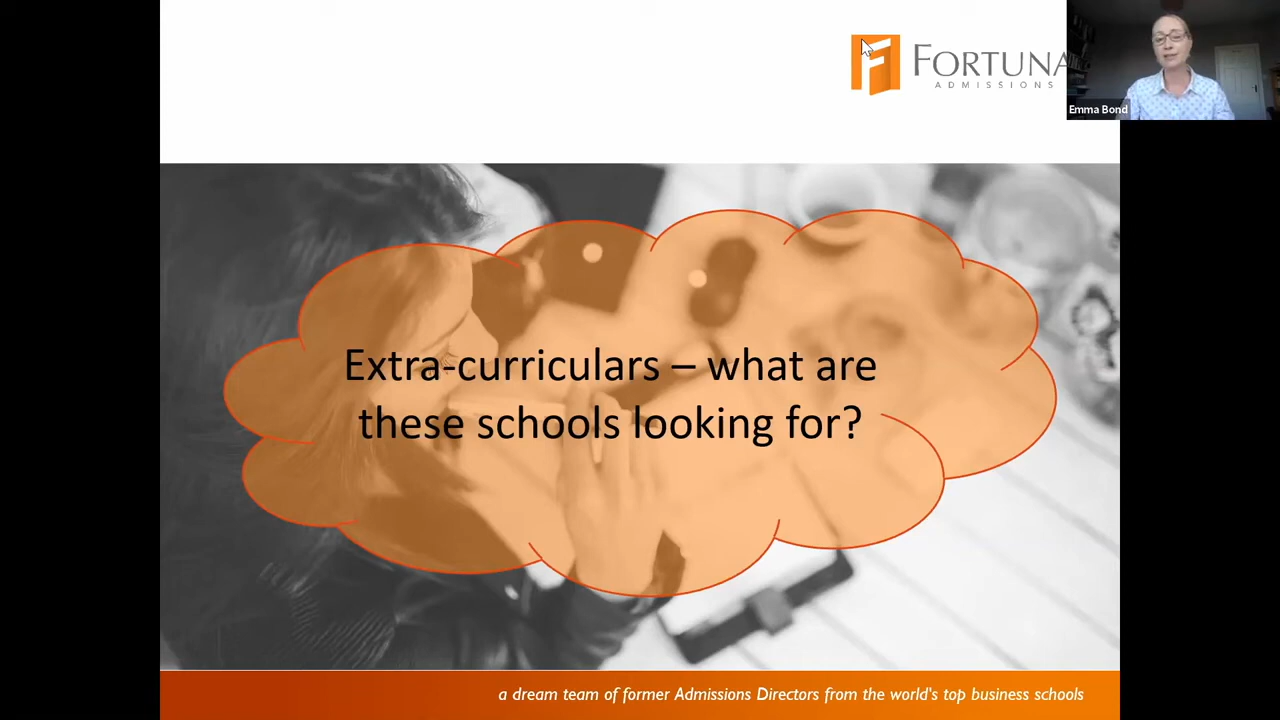 FORTUNA
ADMISSIONS
Emma Bond
Extra-curriculars – what are
these schools looking for?
a dream team of former Admissions Directors from the world's top business schools